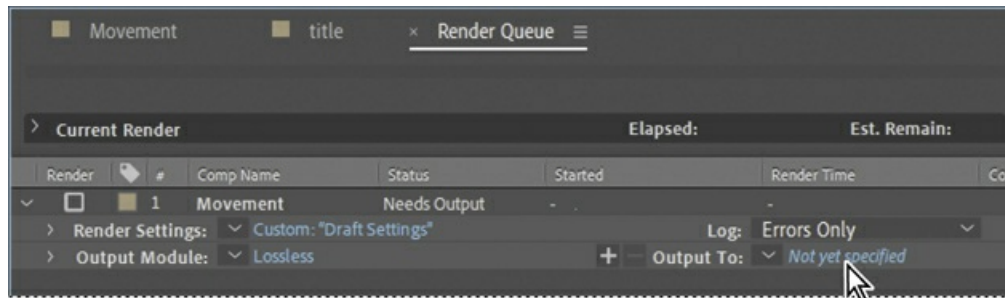 Movement title × Render Queue
Current Render Elapsed: Est. Remain:
Render # Comp Name Status Started Render Time Co
1 Movement Needs Output - . -
Render Settings: Custom: "Draft Settings" Log: Errors Only
Output Module: Lossless + − Output To: Not yet specified